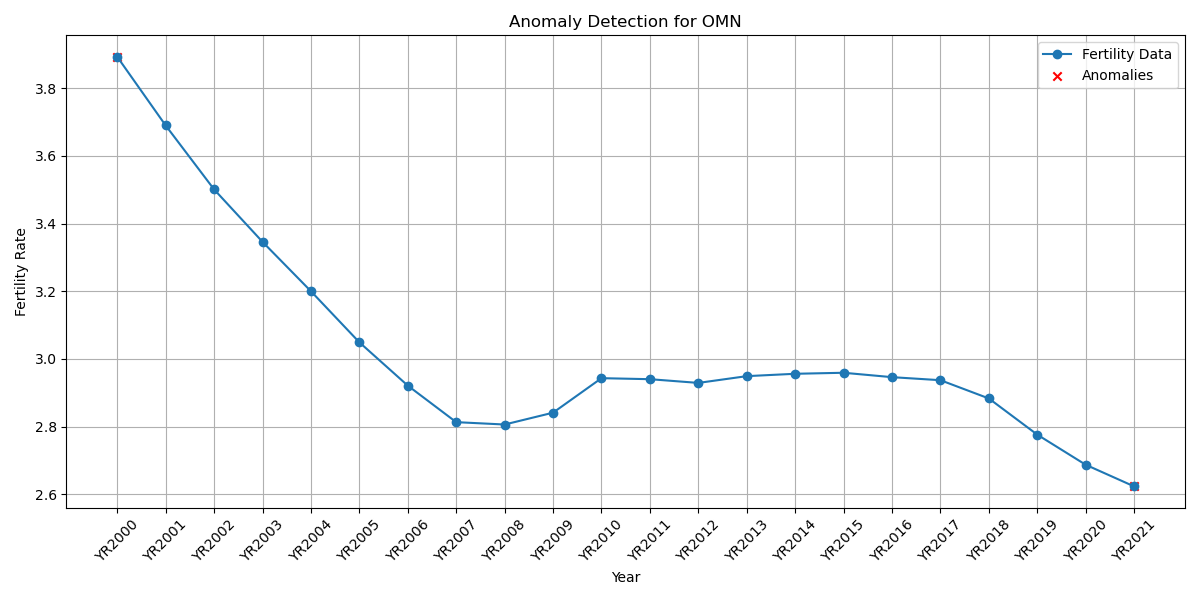 Anomaly Detection for OMN
Fertility Data
Anomalies
Fertility Rate
3.8
3.6
3.4
3.2
3.0
2.8
2.6
YR2000
YR2001
YR2002
YR2003
YR2004
YR2005
YR2006
YR2007
YR2008
YR2009
YR2010
YR2011
YR2012
YR2013
YR2014
YR2015
YR2016
YR2017
YR2018
YR2019
YR2020
YR2021
Year